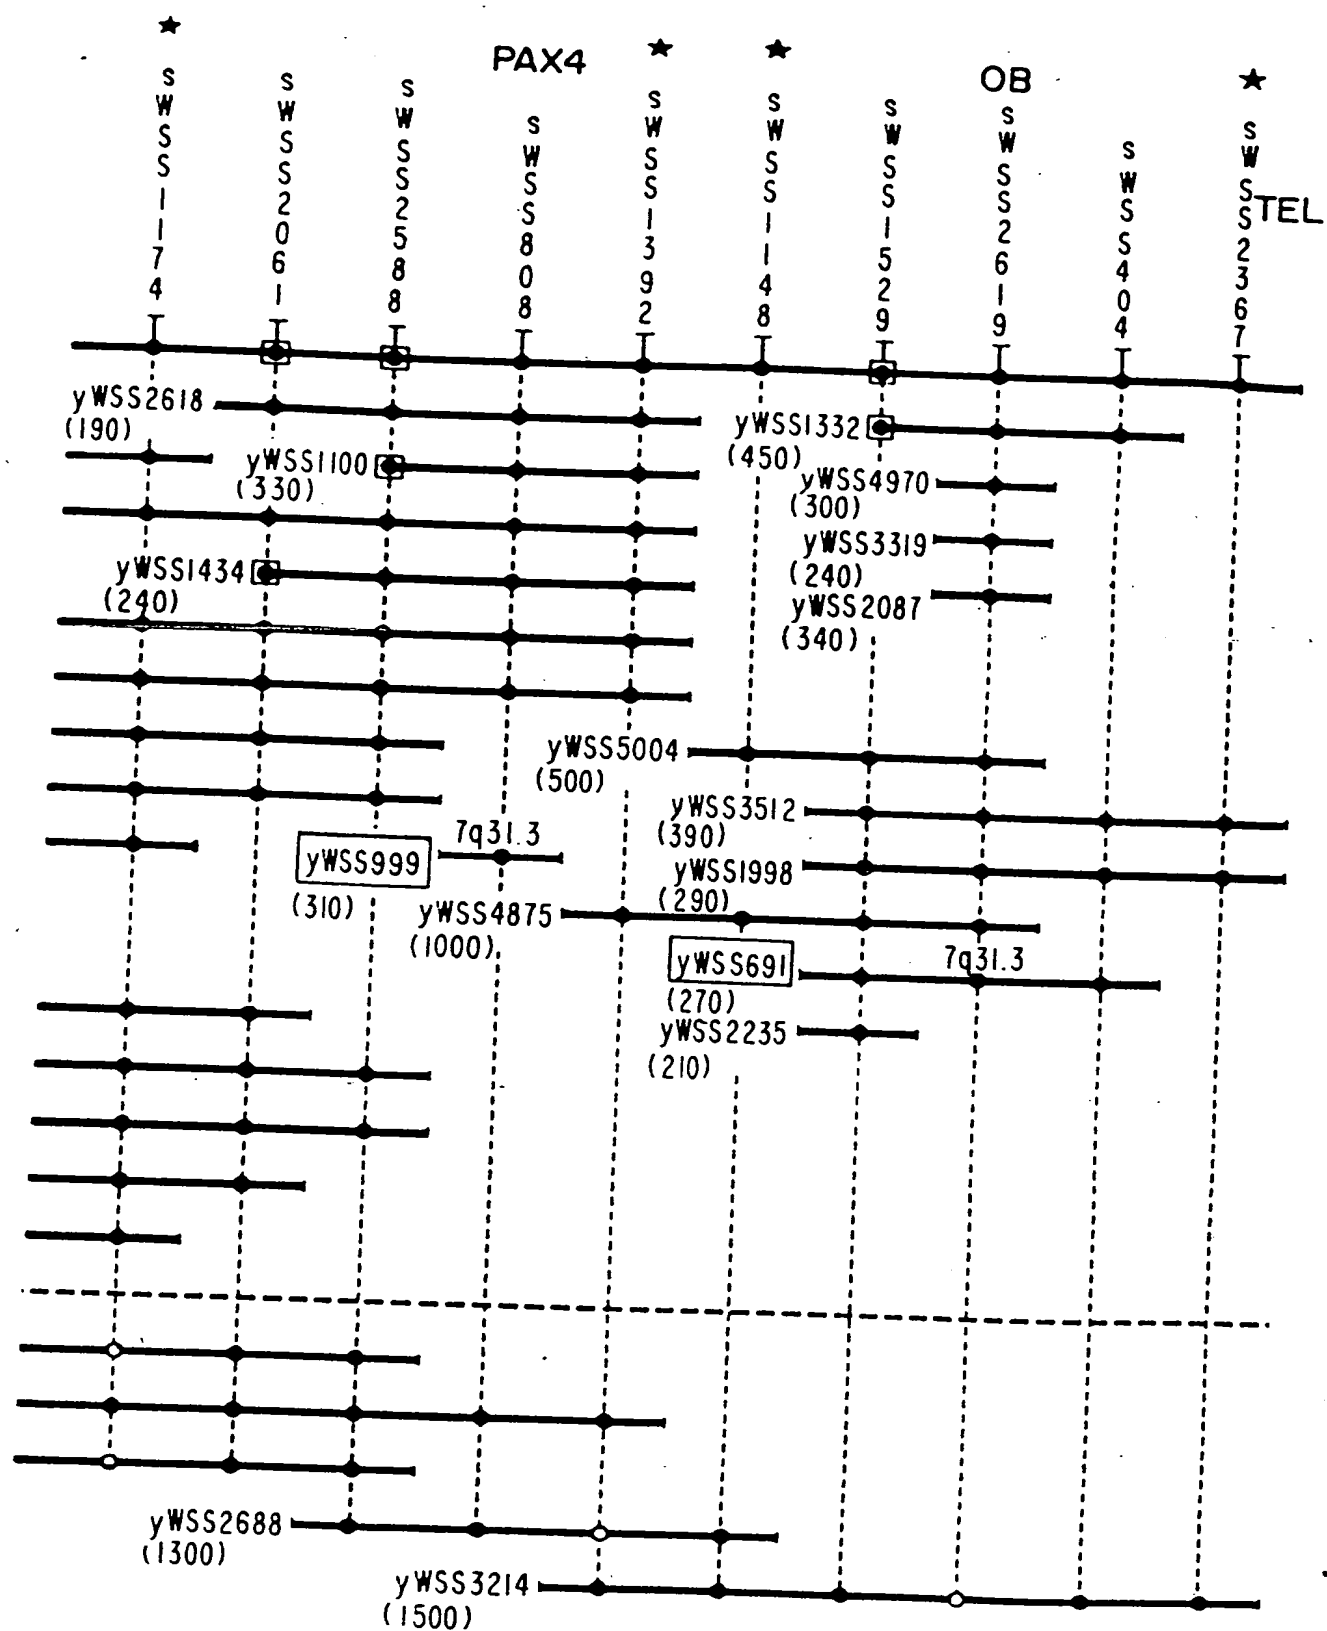 ★ ★ ★ ★
PAX4
OB
TEL
sWSS1174
sWSS2061
sWSS2588
sWSS808
sWSS1392
sWSS1148
sWSS1529
sWSS2619
sWSS404
sWSS2367
yWSS2618
(190)
yWSS1332
(450)
yWSS1100
(330)
yWSS4970
(300)
yWSS3319
(240)
yWSS1434
(240)
yWSS2087
(340)
yWSS5004
(500)
yWSS3512
(390)
7q31.3
yWSS999
(310)
yWSS1998
(290)
yWSS4875
(1000)
7q31.3
yWSS691
(270)
yWSS2235
(210)
yWSS2688
(1300)
yWSS3214
(1500)